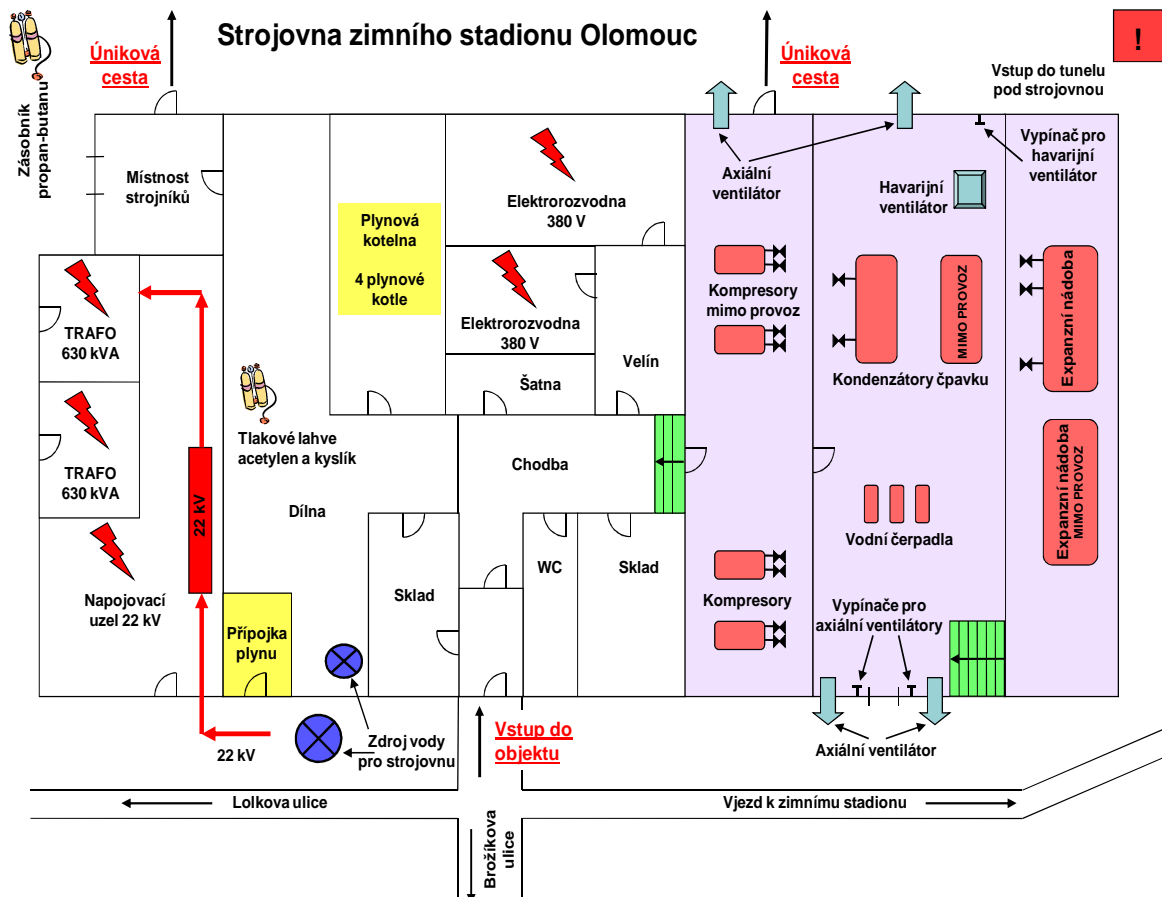 Strojovna zimního stadionu Olomouc
!
Úniková
cesta
Úniková
cesta
Zásobník
propan-butanu
Vstup do tunelu
pod strojovnou
Místnost
strojníků
Plynová
kotelna
4 plynové
kotle
Elektrorozvodna
380 V
Axiální
ventilátor
Havarijní
ventilátor
Vypínač pro
havarijní
ventilátor
TRAFO
630 kVA
Elektrorozvodna
380 V
Velín
Kompresory
mimo provoz
MIMO PROVOZ
Kondenzátory čpavku
Expanzní nádoba
Šatna
Tlakové lahve
acetylen a kyslík
Chodba
TRAFO
630 kVA
22 kV
Dílna
Expanzní nádoba
MIMO PROVOZ
Vodní čerpadla
Napojovací
uzel 22 kV
Sklad
WC
Sklad
Kompresory
Vypínače pro
axiální ventilátory
Přípojka
plynu
22 kV
Zdroj vody
pro strojovnu
Vstup do
objektu
Axiální ventilátor
Lolkova ulice
Vjezd k zimnímu stadionu
Brožíkova
ulice